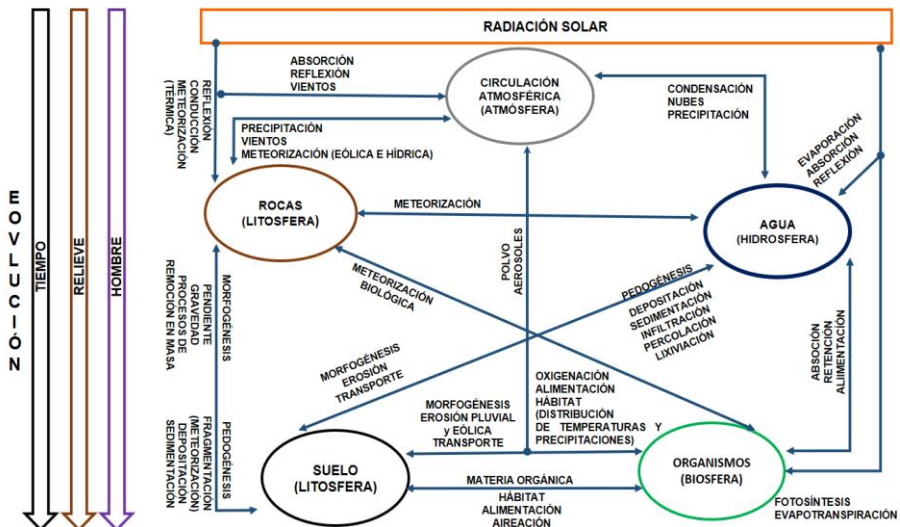 RADIACIÓN SOLAR
EOVLUCIÓN
TIEMPO
RELIEVE
HOMBRE
ABSORCIÓN
REFLEXIÓN
VIENTOS
CIRCULACIÓN
ATMOSFÉRICA
(ATMÓSFERA)
CONDENSACIÓN
NUBES
PRECIPITACIÓN
REFLEXIÓN
CONDUCCIÓN
METEORIZACIÓN
(TÉRMICA)
PRECIPITACIÓN
VIENTOS
METEORIZACIÓN (EÓLICA E HÍDRICA)
EVAPORACIÓN
ABSORCIÓN
REFLEXIÓN
ROCAS
(LITOSFERA)
METEORIZACIÓN
AGUA
(HIDROSFERA)
POLVO
AEROSOLES
METEORIZACIÓN
BIOLÓGICA
PEDOGÉNESIS
DEPOSITACIÓN
SEDIMENTACIÓN
INFILTRACIÓN
PERCOLACIÓN
LIXIVIACIÓN
MORFOGÉNESIS
PENDIENTE
GRAVEDAD
PROCESOS DE
REMOCIÓN EN MASA
MORFOGÉNESIS
EROSIÓN
TRANSPORTE
ABSOCIÓN
RETENCIÓN
ALIIMENTACIÓN
MORFOGÉNESIS
EROSIÓN PLUVIAL
y EÓLICA
TRANSPORTE
OXIGENACIÓN
ALIMENTACIÓN
HÁBITAT
(DISTRIBUCIÓN
DE TEMPERATURAS Y
PRECIPITACIONES)
PEDOGÉNESIS
FRAGMENTACIÓN
(METEORIZACIÓN)
DEPOSITACIÓN
SEDIMENTACIÓN
SUELO
(LITOSFERA)
MATERIA ORGÁNICA
HÁBITAT
ALIMENTACIÓN
AIREACIÓN
ORGANISMOS
(BIOSFERA)
FOTOSÍNTESIS
EVAPOTRANSPIRACIÓN